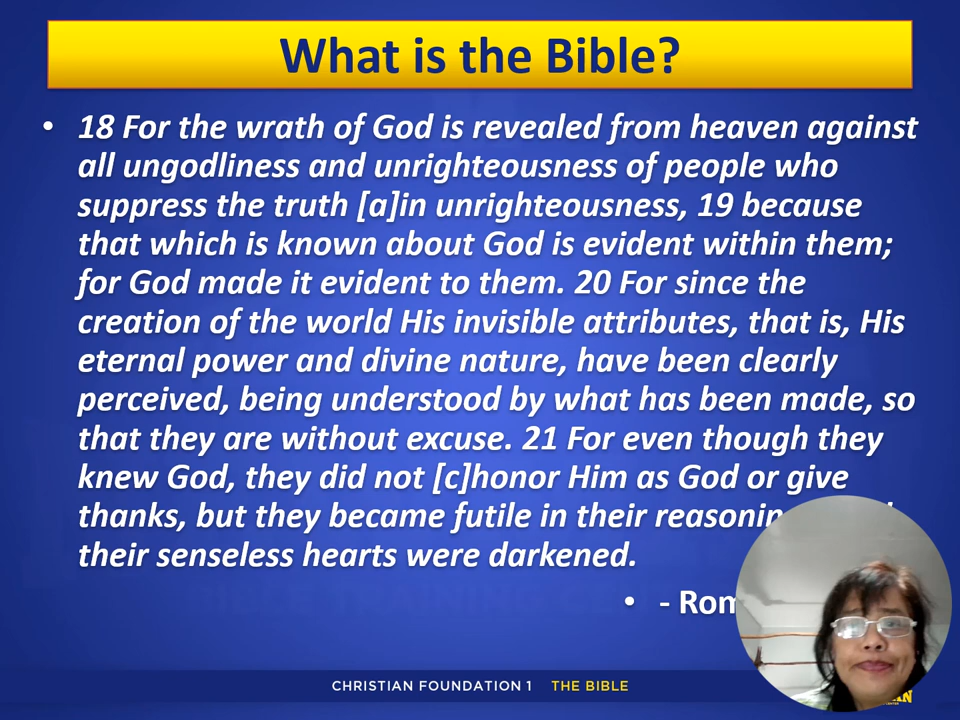 What is the Bible?
• 18 For the wrath of God is revealed from heaven against
all ungodliness and unrighteousness of people who
suppress the truth [a]in unrighteousness, 19 because
that which is known about God is evident within them;
for God made it evident to them. 20 For since the
creation of the world His invisible attributes, that is, His
eternal power and divine nature, have been clearly
perceived, being understood by what has been made, so
that they are without excuse. 21 For even though they
knew God, they did not [c]honor Him as God or give
thanks, but they became futile in their
their senseless hearts were darkened.
• -
CHRISTIAN FOUNDATION 1 THE BIBLE